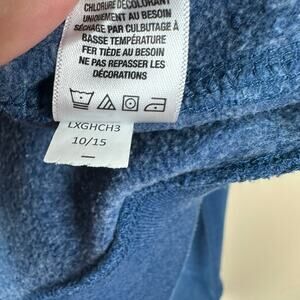 CHLORURE DÉCOLORANT
UNIQUEMENT AU BESOIN
SÉCHAGE PAR CULBUTAGE À
BASSE TEMPÉRATURE
FER TIÈDE AU BESOIN
NE PAS REPASSER LES
DÉCORATIONS
LXGHCH3
10/15